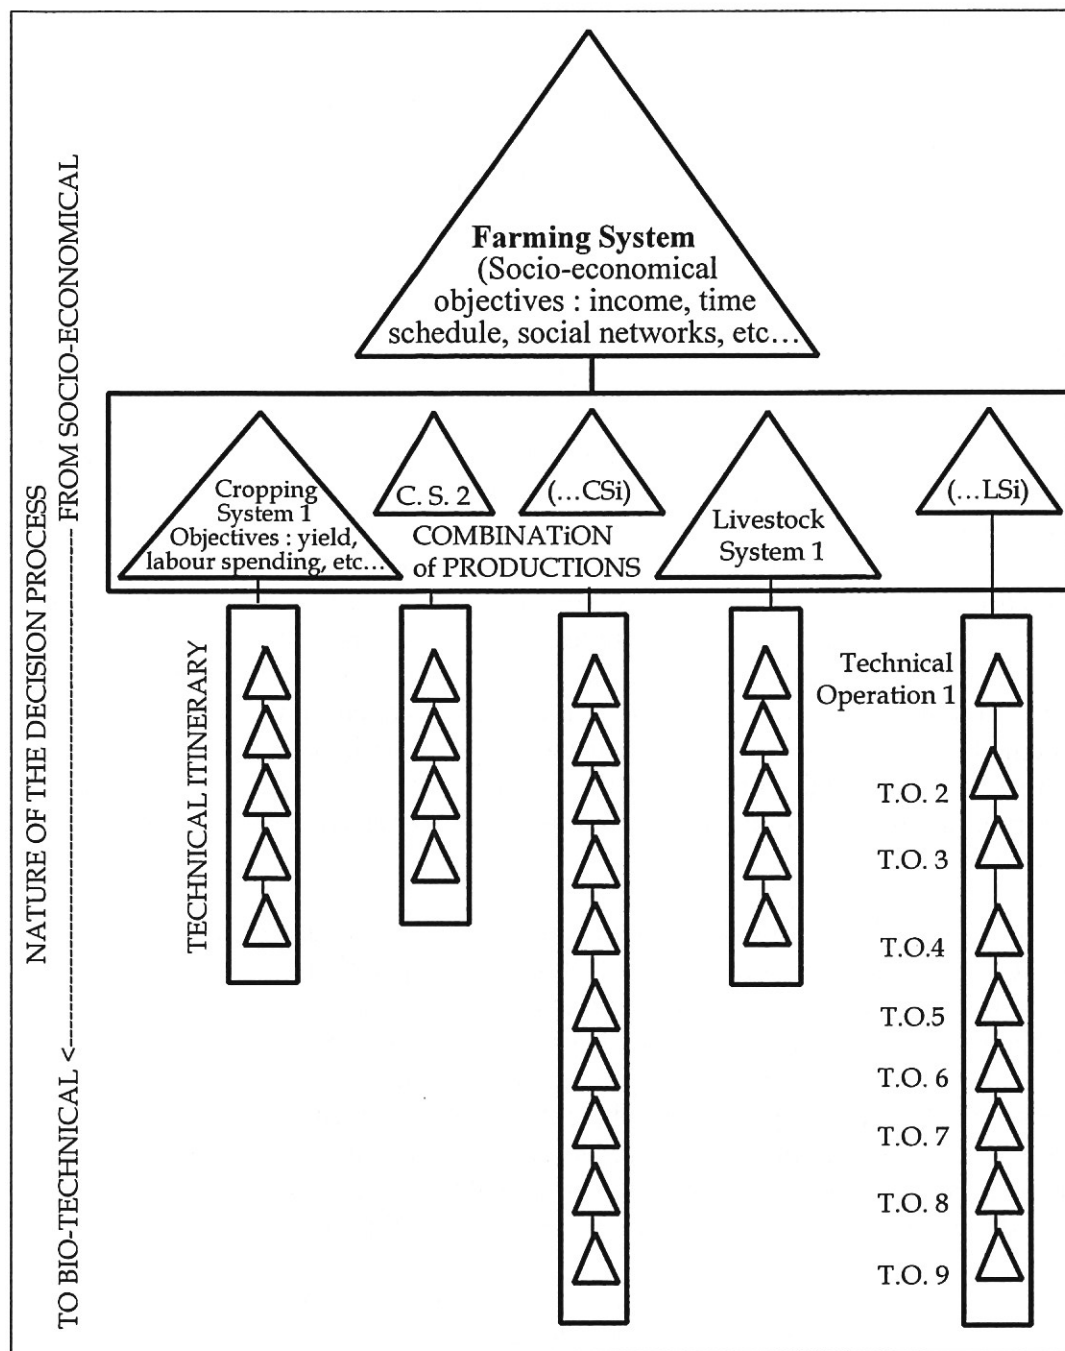 Farming System
(Socio-economical
objectives : income, time
schedule, social networks, etc...
Cropping
System 1
Objectives : yield,
labour spending, etc...
C. S. 2
(...CSi)
COMBINATiON
of PRODUCTIONS
Livestock
System 1
(...LSi)
NATURE OF THE DECISION PROCESS
TO BIO-TECHNICAL <------------------------------------------------FROM SOCIO-ECONOMICAL
TECHNICAL ITINERARY
Technical
Operation 1
T.O. 2
T.O. 3
T.O.4
T.O.5
T.O. 6
T.O. 7
T.O. 8
T.O. 9